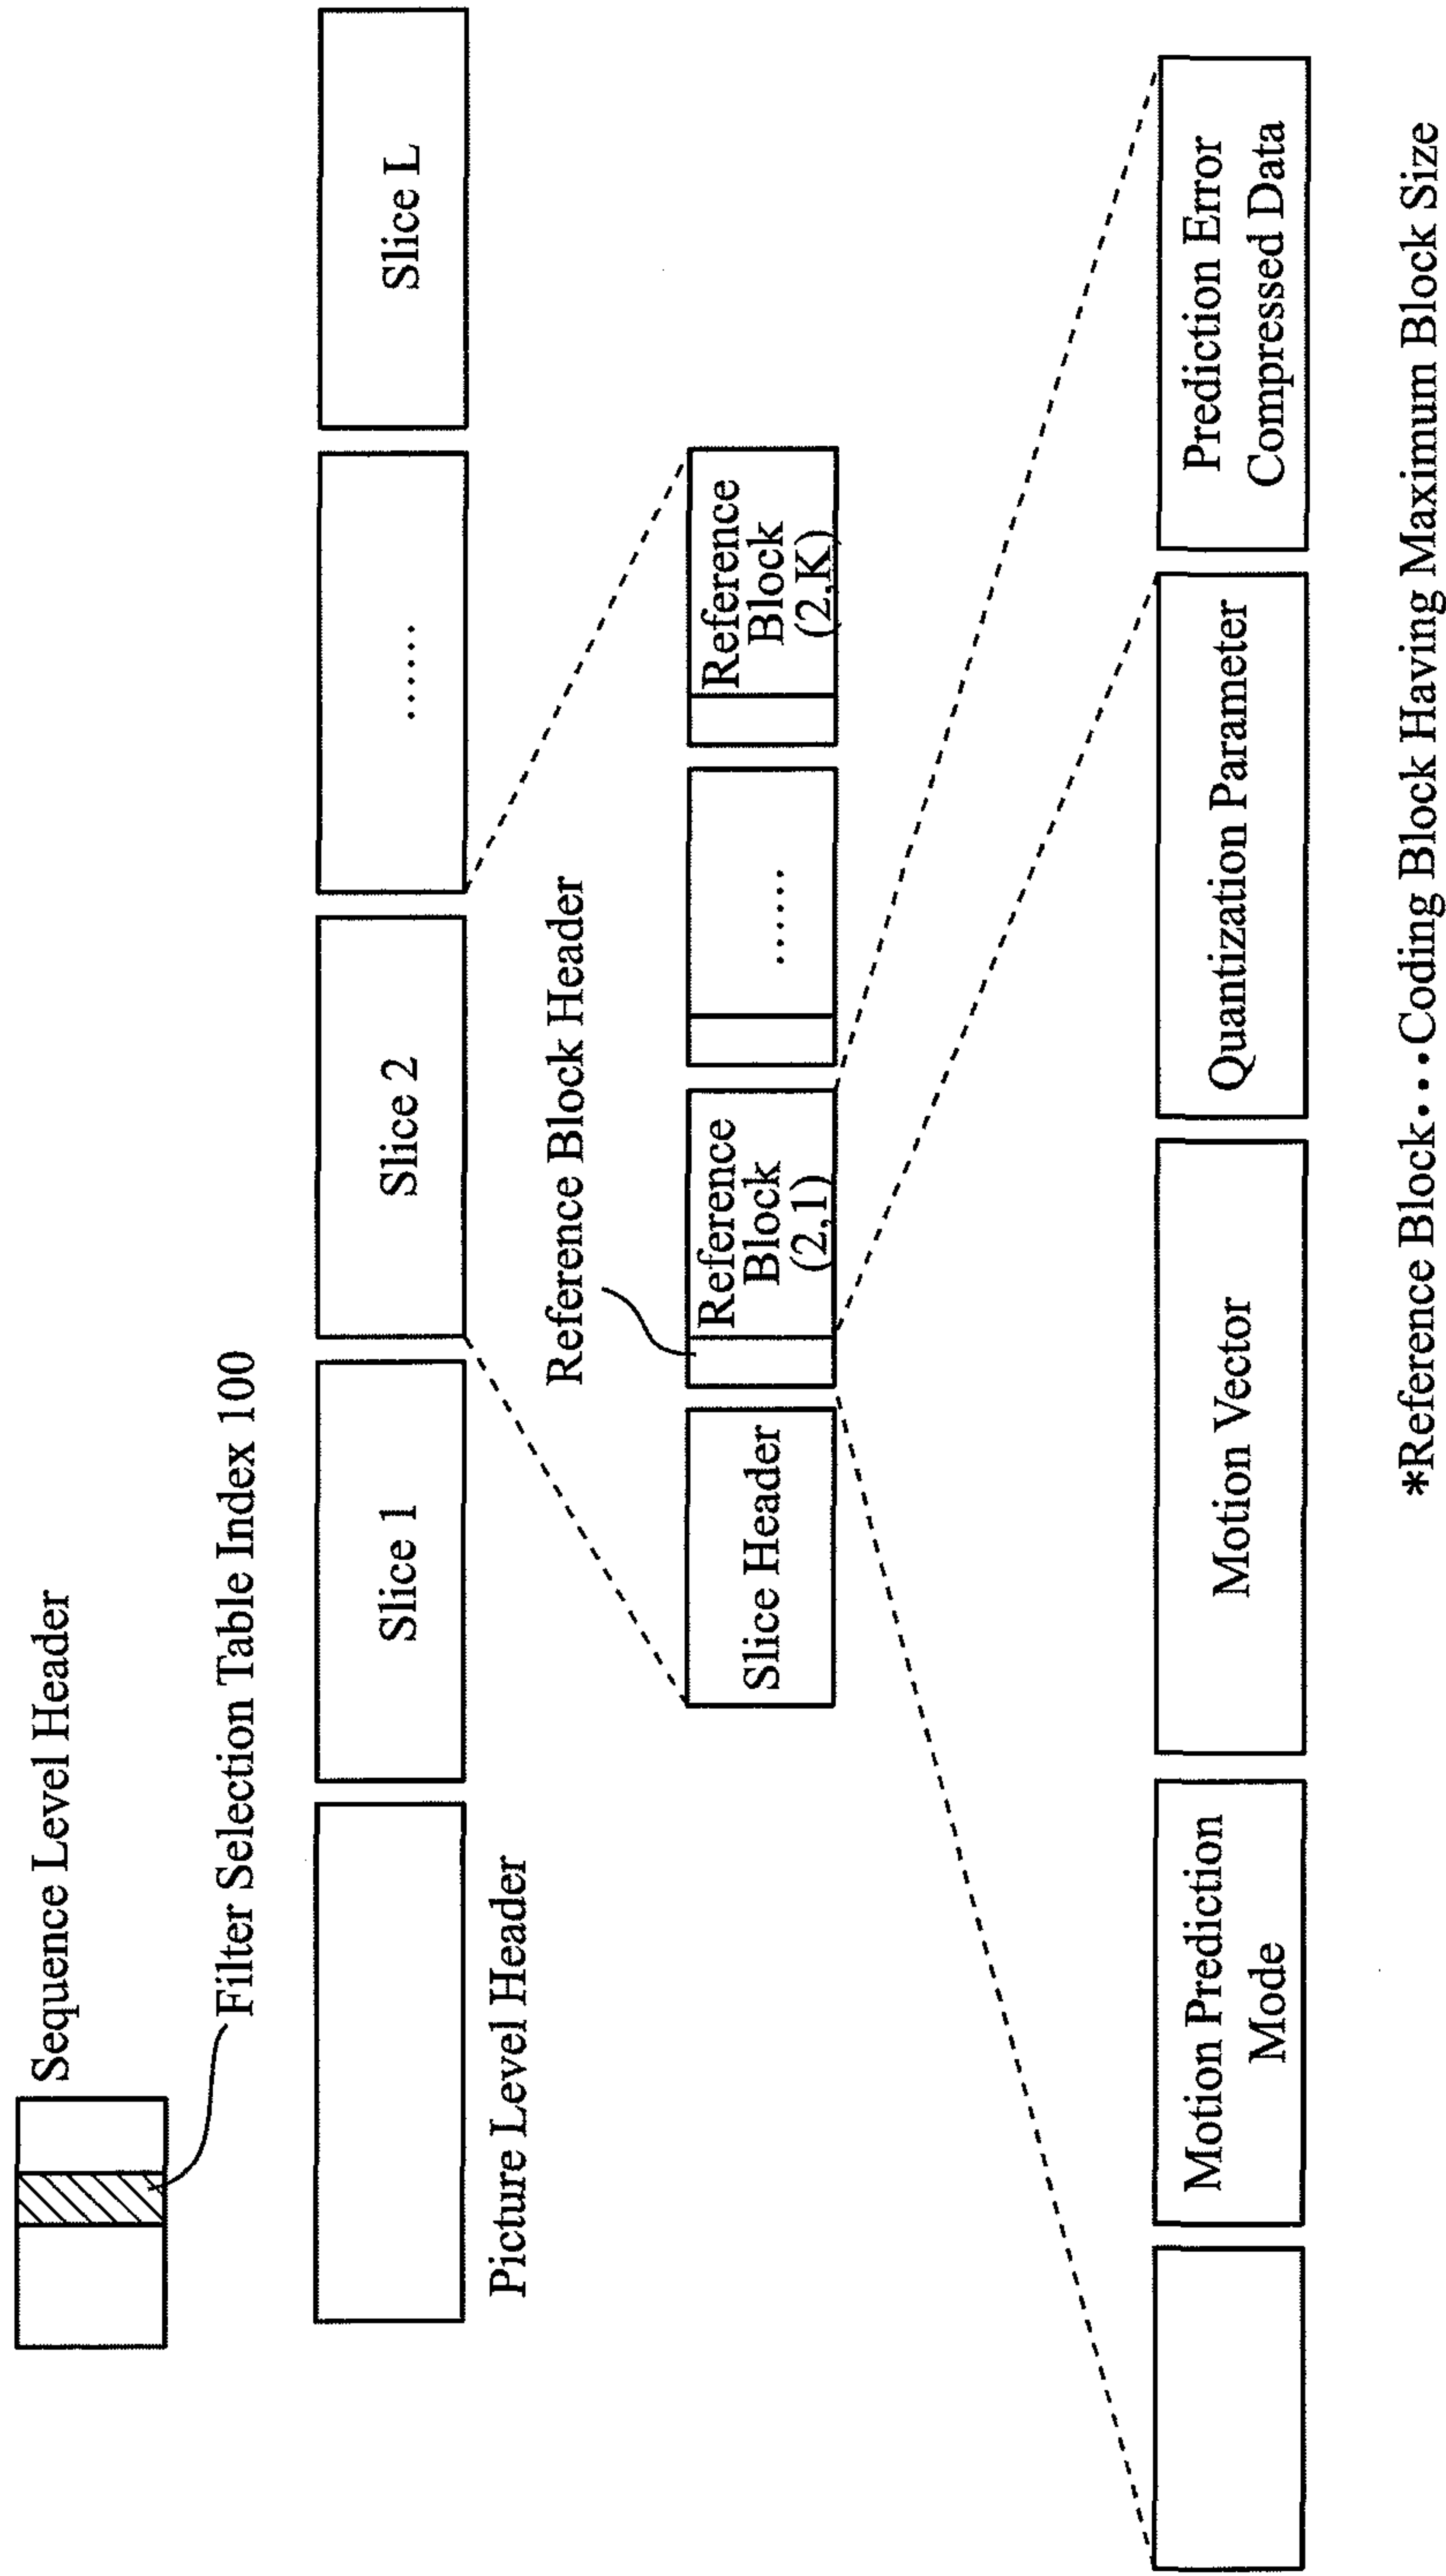 Sequence Level Header
Filter Selection Table Index 100
Slice 1
Slice 2
......
Slice L
Picture Level Header
Reference Block Header
Slice Header
Reference
Block
(2,1)
......
Reference
Block
(2,K)
Motion Prediction
Mode
Motion Vector
Quantization Parameter
Prediction Error
Compressed Data
*Reference Block･･･Coding Block Having Maximum Block Size